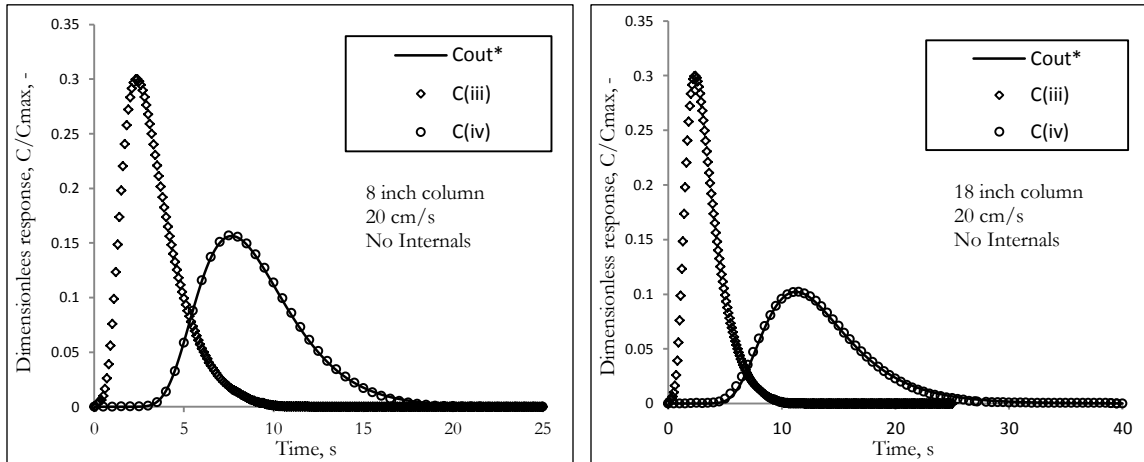 Dimensionless response, C/Cmax, -
0.35
0.3
0.25
0.2
0.15
0.1
0.05
0
Cout*
C(iii)
C(iv)
8 inch column
20 cm/s
No Internals
0 5 10 15 20 25
Time, s
Dimensionless response, C/Cmax, -
0.35
0.3
0.25
0.2
0.15
0.1
0.05
0
Cout*
C(iii)
C(iv)
18 inch column
20 cm/s
No Internals
0 10 20 30 40
Time, s